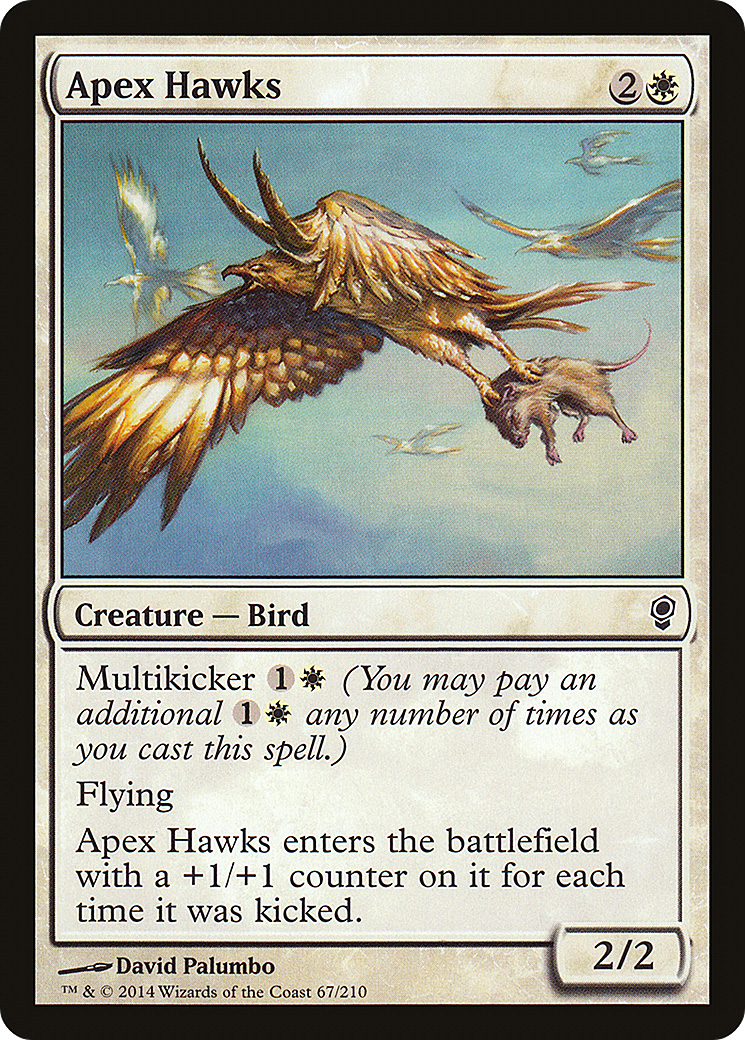 Apex Hawks 2
Creature — Bird
Multikicker 1 (You may pay an
additional 1 any number of times as
you cast this spell.)
Flying
Apex Hawks enters the battlefield
with a +1/+1 counter on it for each
time it was kicked.
2/2
David Palumbo
™ & © 2014 Wizards of the Coast 67/210